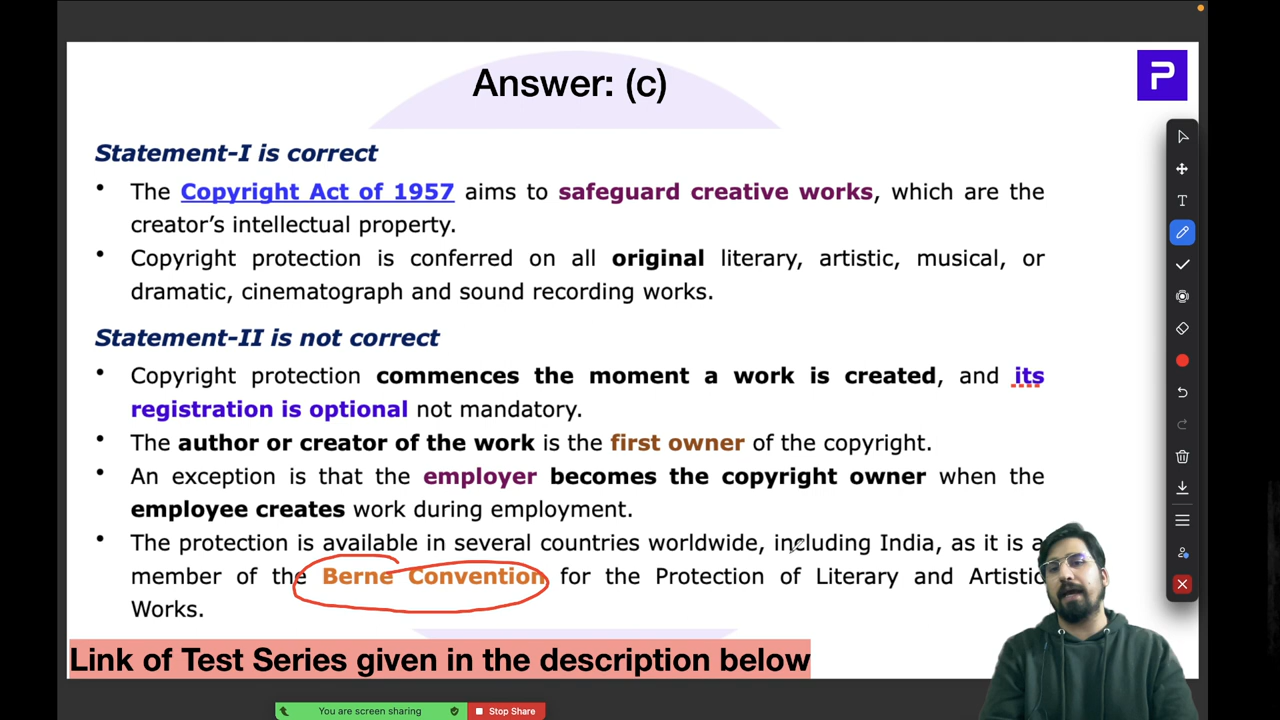 Answer: (c)
P
Statement-I is correct
• The Copyright Act of 1957 aims to safeguard creative works, which are the
creator’s intellectual property.
• Copyright protection is conferred on all original literary, artistic, musical, or
dramatic, cinematograph and sound recording works.
Statement-II is not correct
• Copyright protection commences the moment a work is created, and its
registration is optional not mandatory.
• The author or creator of the work is the first owner of the copyright.
• An exception is that the employer becomes the copyright owner when the
employee creates work during employment.
• The protection is available in several countries worldwide, including India, as it is a
member of the Berne Convention for the Protection of Literary and Artistic
Works.
Link of Test Series given in the description below
You are screen sharing Stop Share
T